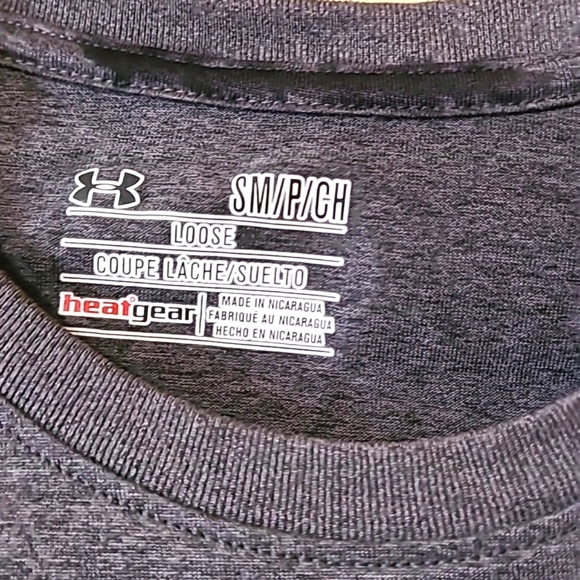 SM/P/CH
LOOSE
COUPE LÂCHE/SUELTO
heatgear
MADE IN NICARAGUA
FABRIQUÉ AU NICARAGUA
HECHO EN NICARAGUA